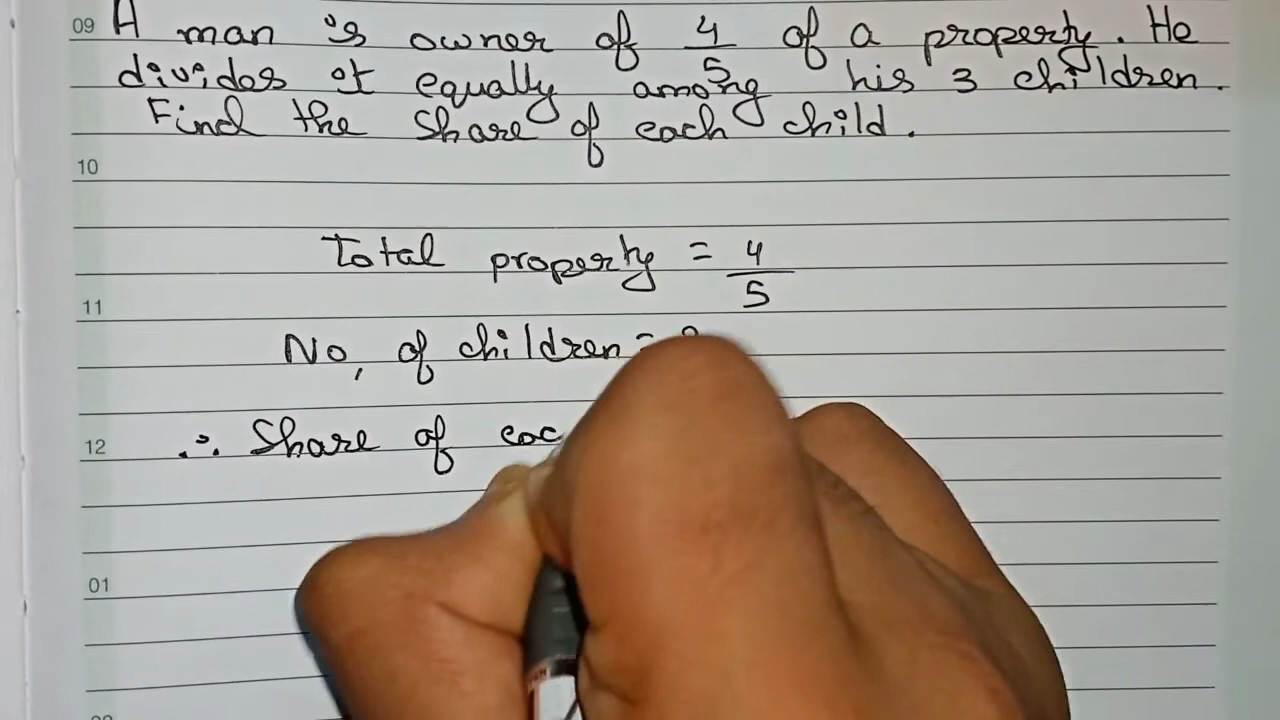 09 A man is owner of 4/5 of a property. He
divides it equally among his 3 children.
Find the share of each child.
10
Total property = 4/5
11
No. of children =
12 ∴ Share of eac
01